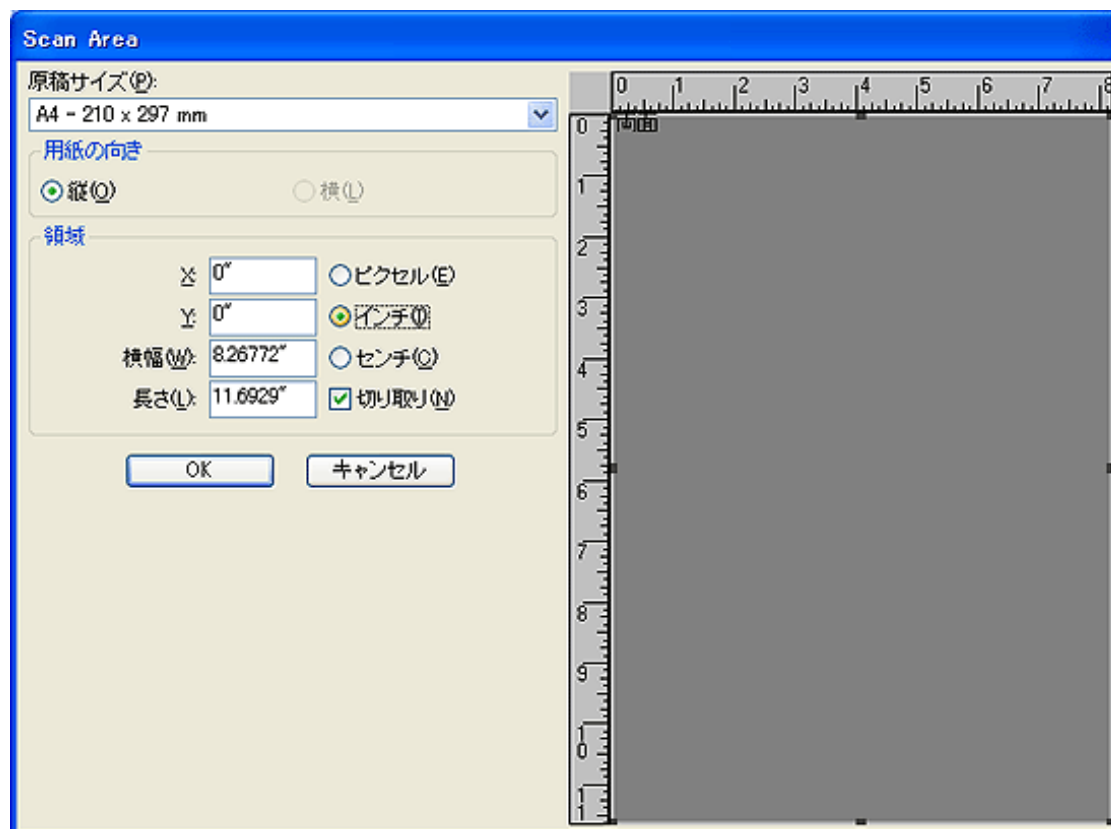 Scan Area
原稿サイズ(P):
A4 - 210 x 297 mm
用紙の向き
縦(O) 横(L)
領域
X: 0" ピクセル(E)
Y: 0" インチ(I)
横幅(W): 8.26772" センチ(C)
長さ(L): 11.6929" 切り取り(N)
OK キャンセル
0 1 2 3 4 5 6 7 8
両面
0
1
2
3
4
5
6
7
8
9
10
11